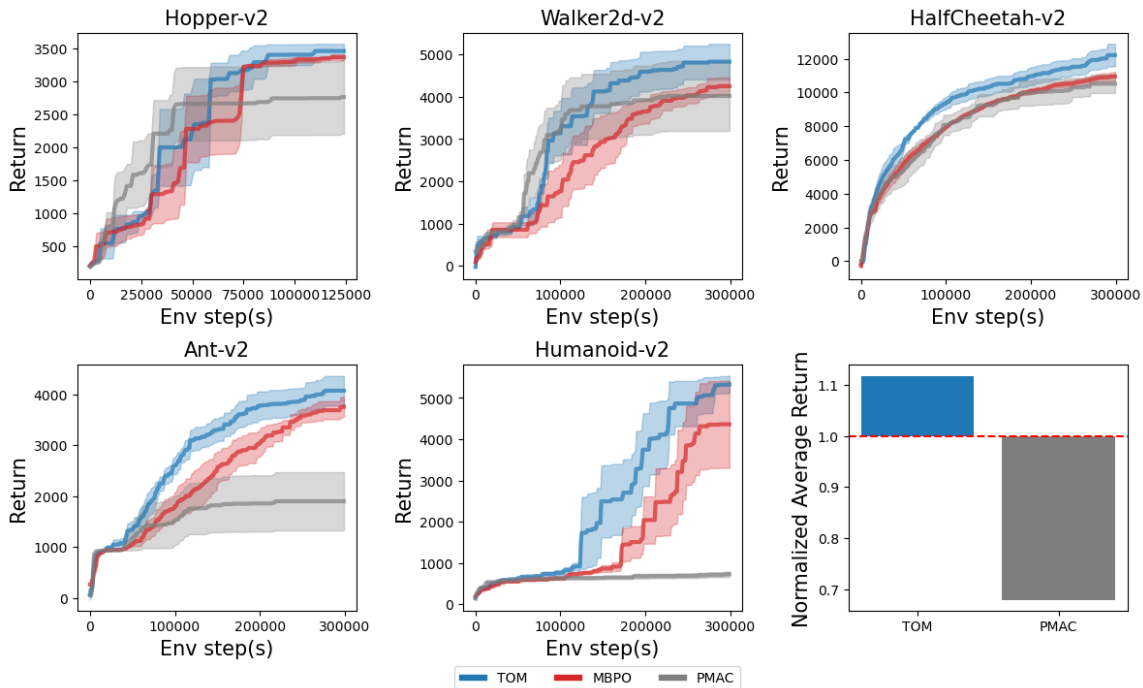 Hopper-v2
Return
3500
3000
2500
2000
1500
1000
500
0 25000 50000 75000 100000 125000
Env step(s)
Walker2d-v2
Return
5000
4000
3000
2000
1000
0
0 100000 200000 300000
Env step(s)
HalfCheetah-v2
Return
12000
10000
8000
6000
4000
2000
0
0 100000 200000 300000
Env step(s)
Ant-v2
Return
4000
3000
2000
1000
0
0 100000 200000 300000
Env step(s)
Humanoid-v2
Return
5000
4000
3000
2000
1000
0
0 100000 200000 300000
Env step(s)
Normalized Average Return
1.1
1.0
0.9
0.8
0.7
TOM PMAC
TOM MBPO PMAC